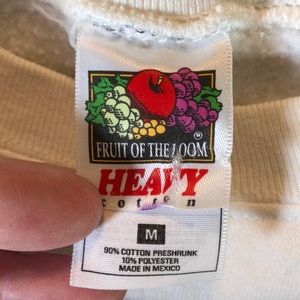 FRUIT OF THE LOOM
®
HEAVY
cotton
M
90% COTTON PRESHRUNK
10% POLYESTER
MADE IN MEXICO